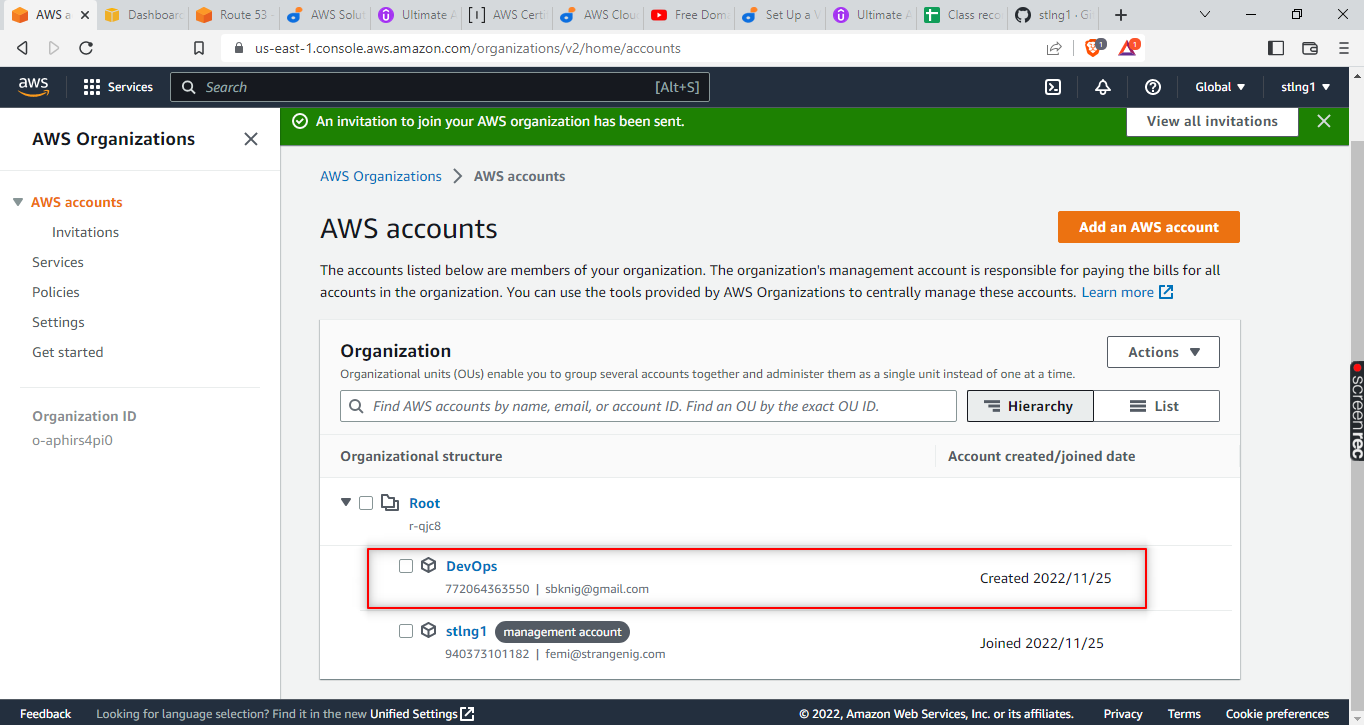 AWS a
Dashboard
Route 53 -
AWS Solut
Ultimate A
AWS Certi
AWS Clou
Free Doma
Set Up a V
Ultimate A
Class reco
stlng1 · Gi
us-east-1.console.aws.amazon.com/organizations/v2/home/accounts
1
1
aws
Services
Search
[Alt+S]
Global
stlng1
AWS Organizations
An invitation to join your AWS organization has been sent.
View all invitations
AWS accounts
Invitations
Services
Policies
Settings
Get started
Organization ID
o-aphirs4pi0
AWS Organizations
AWS accounts
AWS accounts
Add an AWS account
The accounts listed below are members of your organization. The organization's management account is responsible for paying the bills for all
accounts in the organization. You can use the tools provided by AWS Organizations to centrally manage these accounts. Learn more
Organization
Actions
Organizational units (OUs) enable you to group several accounts together and administer them as a single unit instead of one at a time.
Find AWS accounts by name, email, or account ID. Find an OU by the exact OU ID.
Hierarchy
List
Organizational structure
Account created/joined date
Root
r-qjc8
DevOps
772064363550 | sbknig@gmail.com
Created 2022/11/25
stlng1 management account
940373101182 | femi@strangenig.com
Joined 2022/11/25
screenrec
Feedback
Looking for language selection? Find it in the new Unified Settings
© 2022, Amazon Web Services, Inc. or its affiliates.
Privacy
Terms
Cookie preferences